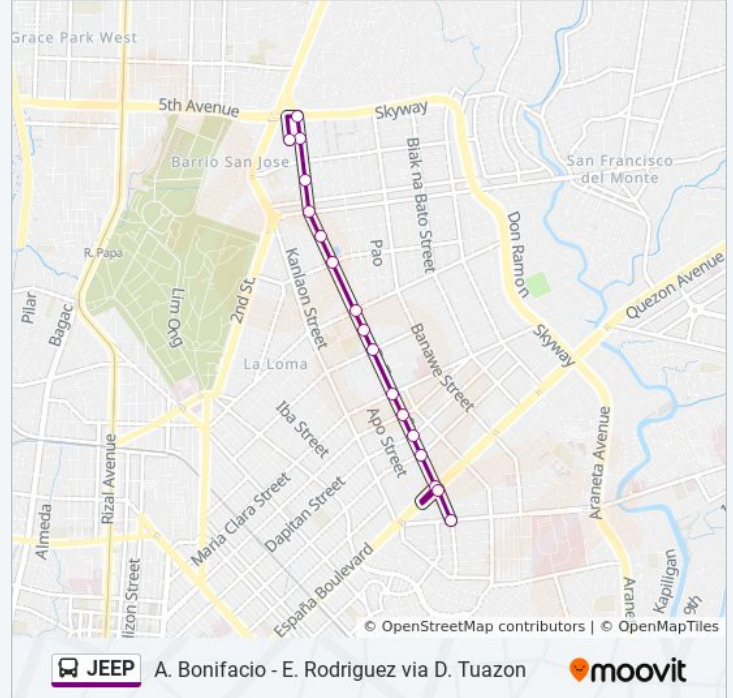 Grace Park West
5th Avenue
Skyway
Barrio San Jose
Biak na Bato Street
San Francisco
del Monte
R. Papa
Pao
Don Ramon
Kanlaon Street
2nd St.
Lim Ong
Pilar
Bagac
Quezon Avenue
Skyway
Banawe Street
La Loma
Iba Street
Apo Street
Araneta Avenue
Rizal Avenue
Maria Clara Street
Dapitan Street
Almeda
España Boulevard
Kapiligan
9th
© OpenStreetMap contributors | © OpenMapTiles
JEEP A. Bonifacio - E. Rodriguez via D. Tuazon moovit